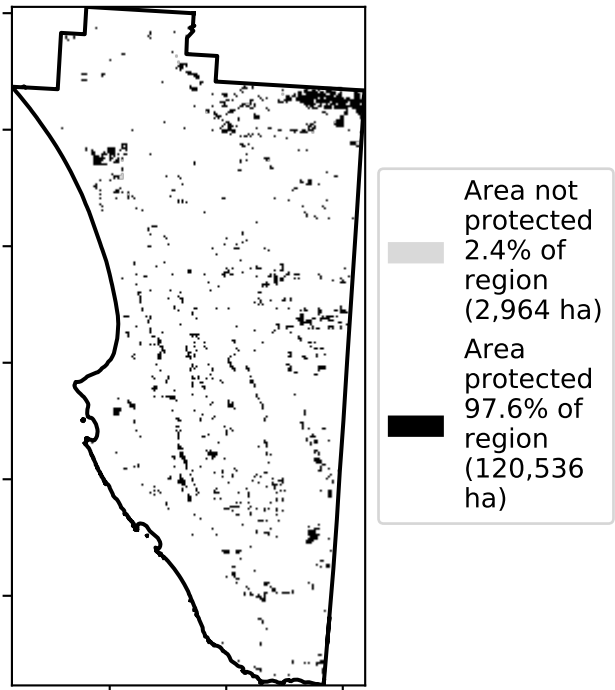 Area not
protected
2.4% of
region
(2,964 ha)
Area
protected
97.6% of
region
(120,536
ha)